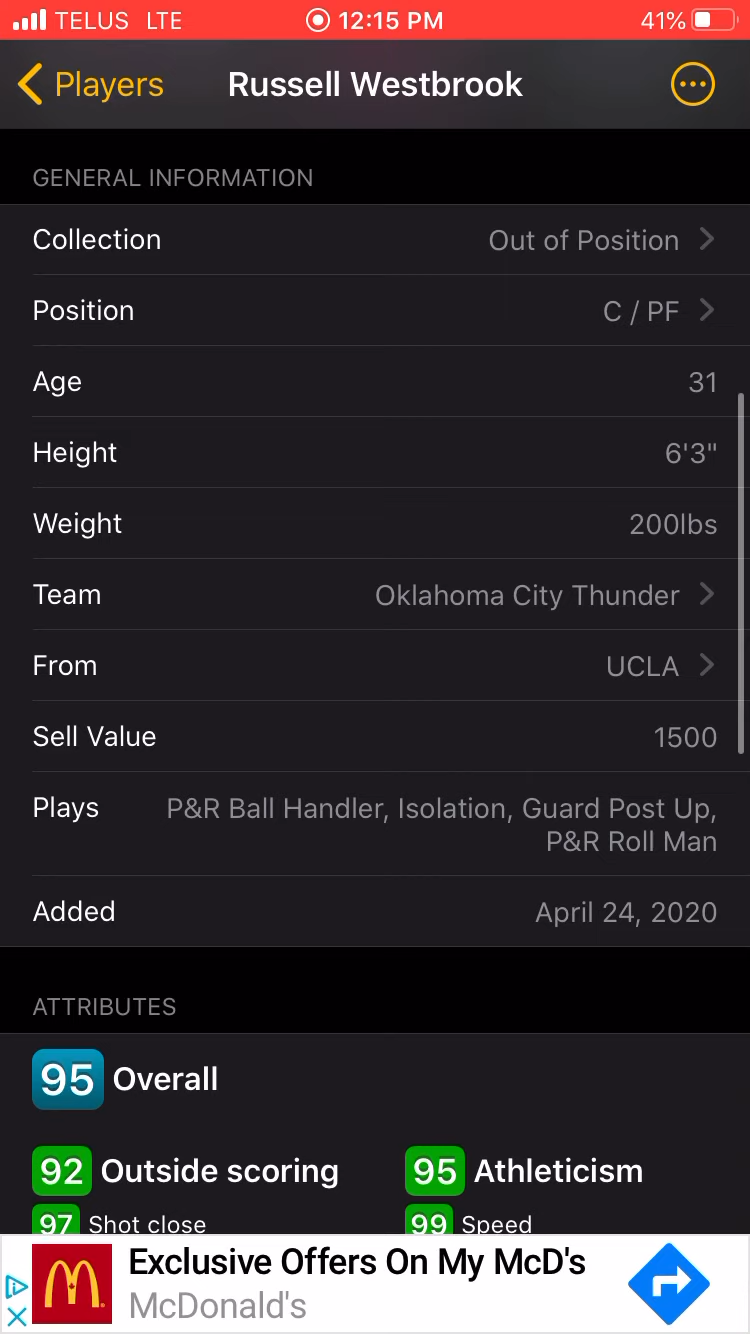 TELUS LTE 12:15 PM 41%
Players Russell Westbrook
GENERAL INFORMATION
Collection Out of Position
Position C / PF
Age 31
Height 6'3"
Weight 200lbs
Team Oklahoma City Thunder
From UCLA
Sell Value 1500
Plays P&R Ball Handler, Isolation, Guard Post Up,
P&R Roll Man
Added April 24, 2020
ATTRIBUTES
95 Overall
92 Outside scoring 95 Athleticism
97 Shot close 99 Speed
Exclusive Offers On My McD's
McDonald's